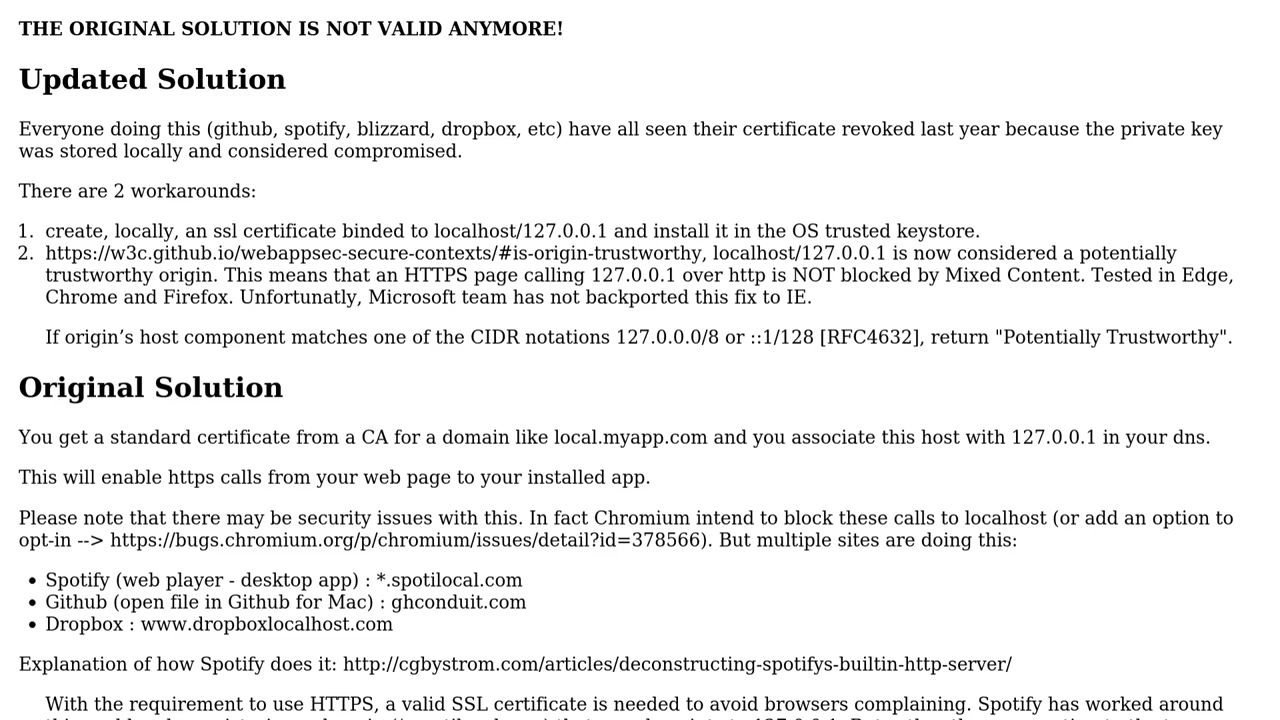 THE ORIGINAL SOLUTION IS NOT VALID ANYMORE!
Updated Solution
Everyone doing this (github, spotify, blizzard, dropbox, etc) have all seen their certificate revoked last year because the private key
was stored locally and considered compromised.
There are 2 workarounds:
1. create, locally, an ssl certificate binded to localhost/127.0.0.1 and install it in the OS trusted keystore.
2. https://w3c.github.io/webappsec-secure-contexts/#is-origin-trustworthy, localhost/127.0.0.1 is now considered a potentially
trustworthy origin. This means that an HTTPS page calling 127.0.0.1 over http is NOT blocked by Mixed Content. Tested in Edge,
Chrome and Firefox. Unfortunatly, Microsoft team has not backported this fix to IE.
If origin’s host component matches one of the CIDR notations 127.0.0.0/8 or ::1/128 [RFC4632], return "Potentially Trustworthy".
Original Solution
You get a standard certificate from a CA for a domain like local.myapp.com and you associate this host with 127.0.0.1 in your dns.
This will enable https calls from your web page to your installed app.
Please note that there may be security issues with this. In fact Chromium intend to block these calls to localhost (or add an option to
opt-in --> https://bugs.chromium.org/p/chromium/issues/detail?id=378566). But multiple sites are doing this:
• Spotify (web player - desktop app) : *.spotilocal.com
• Github (open file in Github for Mac) : ghconduit.com
• Dropbox : www.dropboxlocalhost.com
Explanation of how Spotify does it: http://cgbystrom.com/articles/deconstructing-spotifys-builtin-http-server/
With the requirement to use HTTPS, a valid SSL certificate is needed to avoid browsers complaining. Spotify has worked around